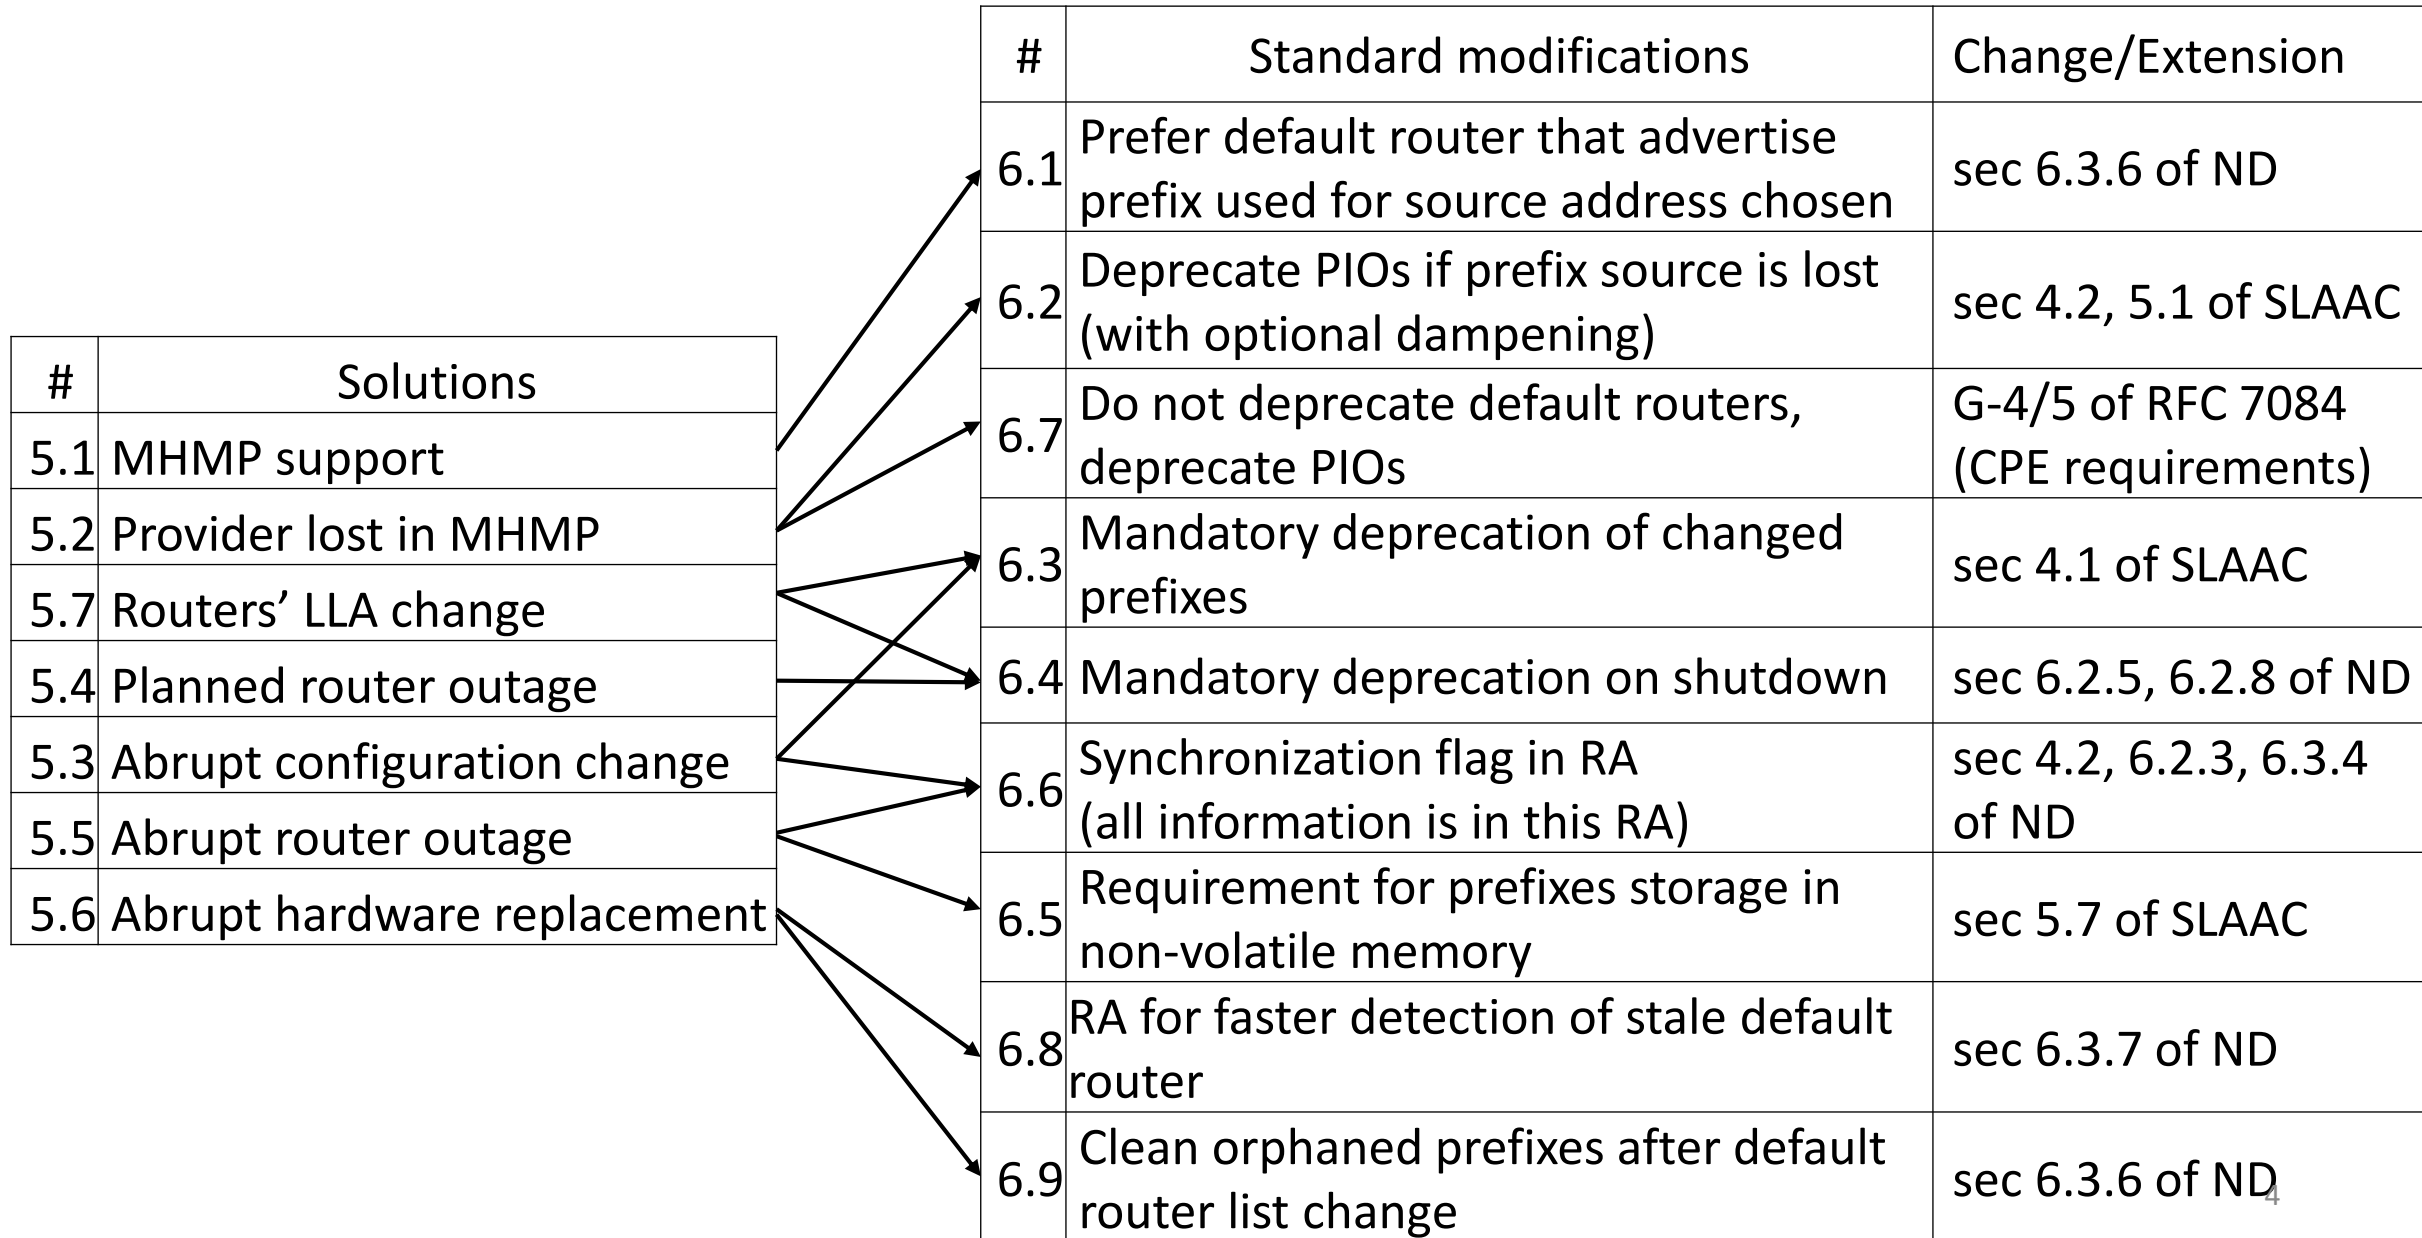 # Solutions
5.1 MHMP support
5.2 Provider lost in MHMP
5.7 Routers’ LLA change
5.4 Planned router outage
5.3 Abrupt configuration change
5.5 Abrupt router outage
5.6 Abrupt hardware replacement
# Standard modifications Change/Extension
6.1 Prefer default router that advertise
prefix used for source address chosen
sec 6.3.6 of ND
6.2 Deprecate PIOs if prefix source is lost
(with optional dampening)
sec 4.2, 5.1 of SLAAC
6.7 Do not deprecate default routers,
deprecate PIOs
G-4/5 of RFC 7084
(CPE requirements)
6.3 Mandatory deprecation of changed
prefixes
sec 4.1 of SLAAC
6.4 Mandatory deprecation on shutdown sec 6.2.5, 6.2.8 of ND
6.6 Synchronization flag in RA
(all information is in this RA)
sec 4.2, 6.2.3, 6.3.4
of ND
6.5 Requirement for prefixes storage in
non-volatile memory
sec 5.7 of SLAAC
6.8 RA for faster detection of stale default
router
sec 6.3.7 of ND
6.9 Clean orphaned prefixes after default
router list change
sec 6.3.6 of ND
4